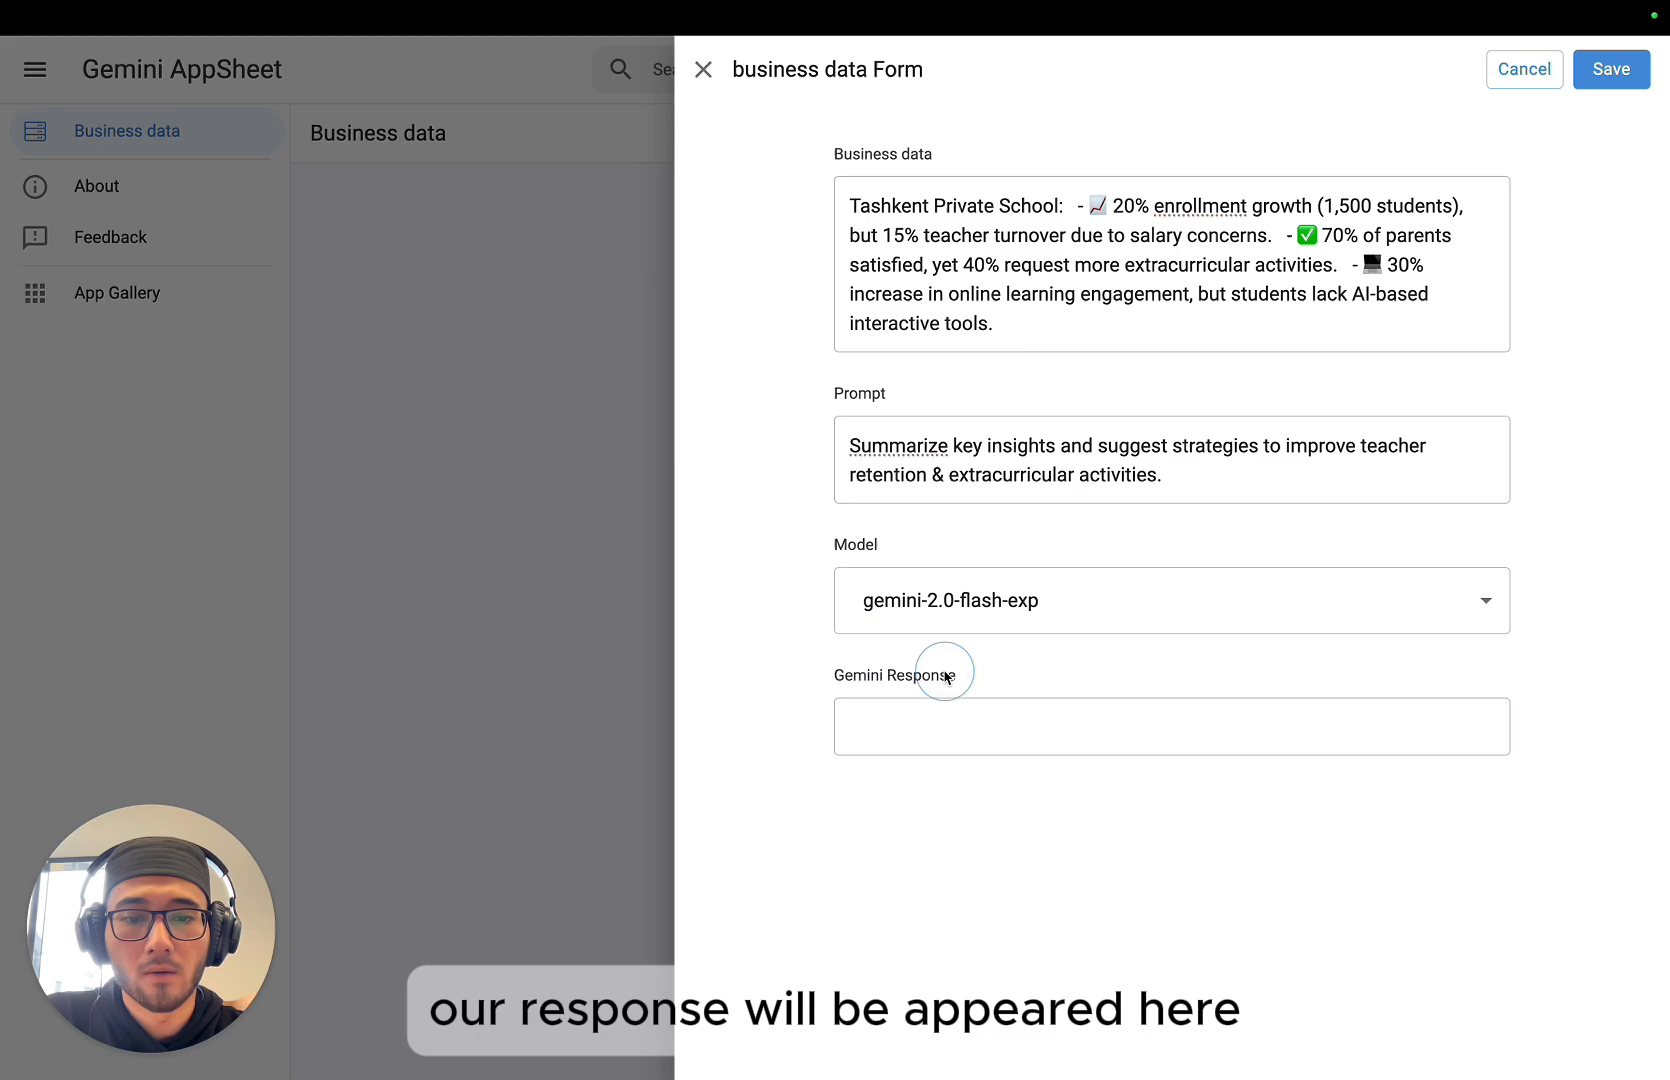 Gemini AppSheet
Sea
business data Form
Cancel
Save
Business data
About
Feedback
App Gallery
Business data
Business data
Tashkent Private School: - 📈 20% enrollment growth (1,500 students),
but 15% teacher turnover due to salary concerns. - ✅ 70% of parents
satisfied, yet 40% request more extracurricular activities. - 💻 30%
increase in online learning engagement, but students lack AI-based
interactive tools.
Prompt
Summarize key insights and suggest strategies to improve teacher
retention & extracurricular activities.
Model
gemini-2.0-flash-exp
Gemini Response
our response will be appeared here